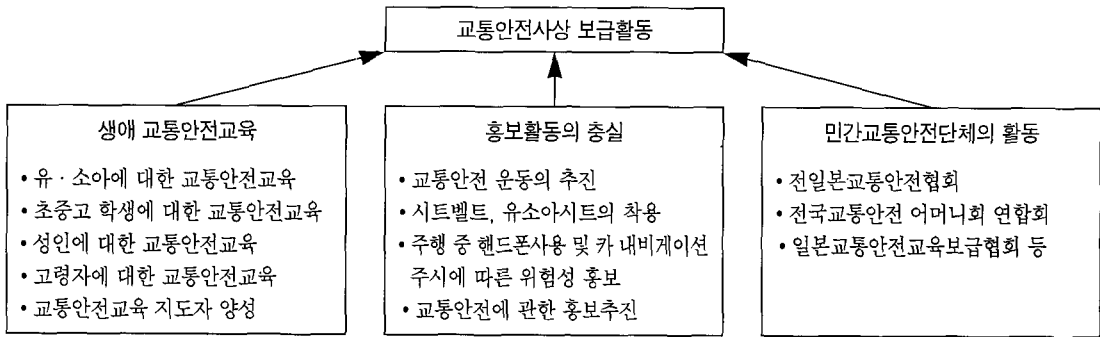 교통안전사상 보급활동
생애 교통안전교육
• 유 · 소아에 대한 교통안전교육
• 초중고 학생에 대한 교통안전교육
• 성인에 대한 교통안전교육
• 고령자에 대한 교통안전교육
• 교통안전교육 지도자 양성
홍보활동의 충실
• 교통안전 운동의 추진
• 시트벨트, 유소아시트의 착용
• 주행 중 핸드폰사용 및 카 내비게이션
주시에 따른 위험성 홍보
• 교통안전에 관한 홍보추진
민간교통안전단체의 활동
• 전일본교통안전협회
• 전국교통안전 어머니회 연합회
• 일본교통안전교육보급협회 등